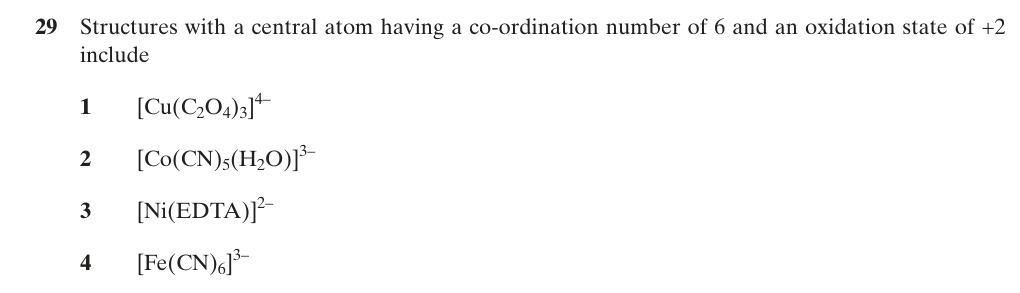 29 Structures with a central atom having a co-ordination number of 6 and an oxidation state of +2
include
1 [Cu(C₂O₄)₃]⁴⁻
2 [Co(CN)₅(H₂O)]³⁻
3 [Ni(EDTA)]²⁻
4 [Fe(CN)₆]³⁻